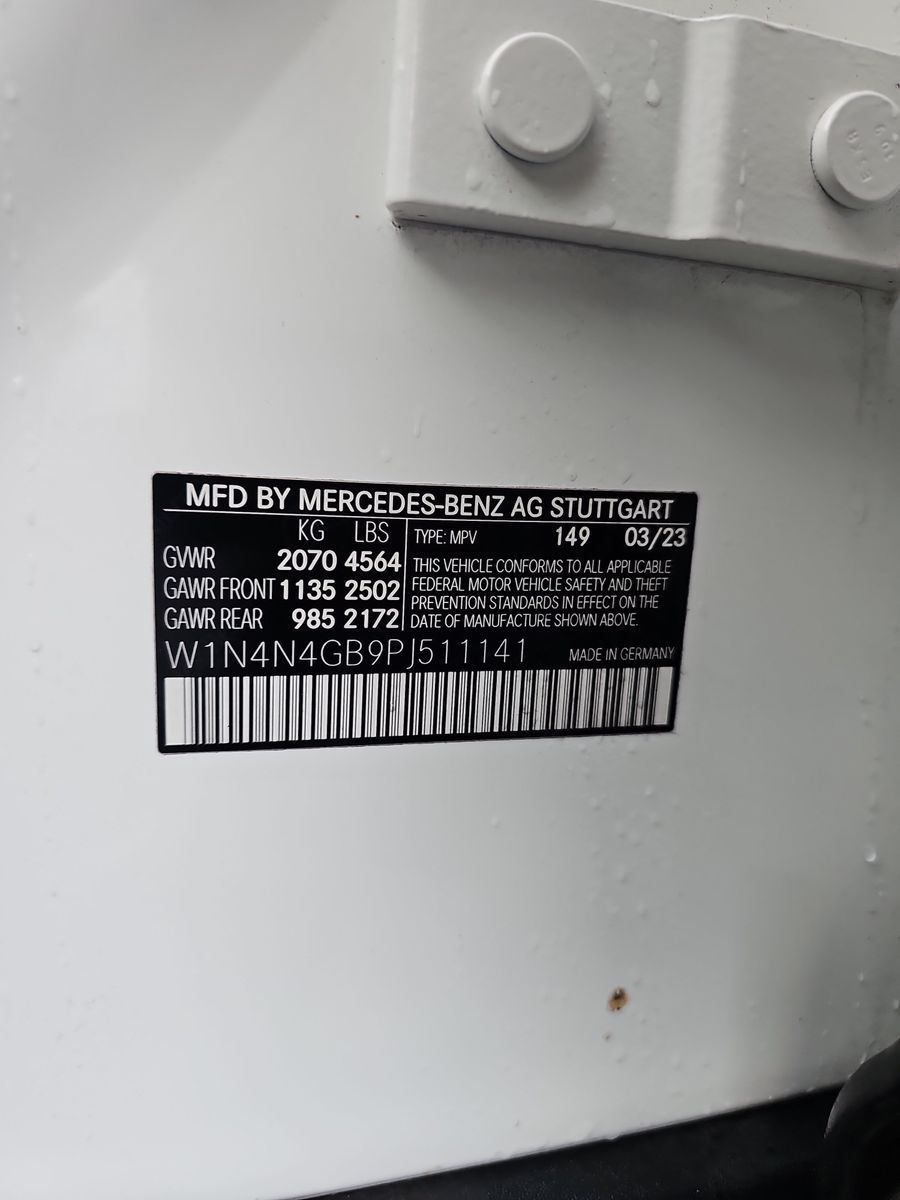 MFD BY MERCEDES-BENZ AG STUTTGART
KG LBS
GVWR 2070 4564
GAWR FRONT 1135 2502
GAWR REAR 985 2172
TYPE: MPV 149 03/23
THIS VEHICLE CONFORMS TO ALL APPLICABLE
FEDERAL MOTOR VEHICLE SAFETY AND THEFT
PREVENTION STANDARDS IN EFFECT ON THE
DATE OF MANUFACTURE SHOWN ABOVE.
W1N4N4GB9PJ511141 MADE IN GERMANY